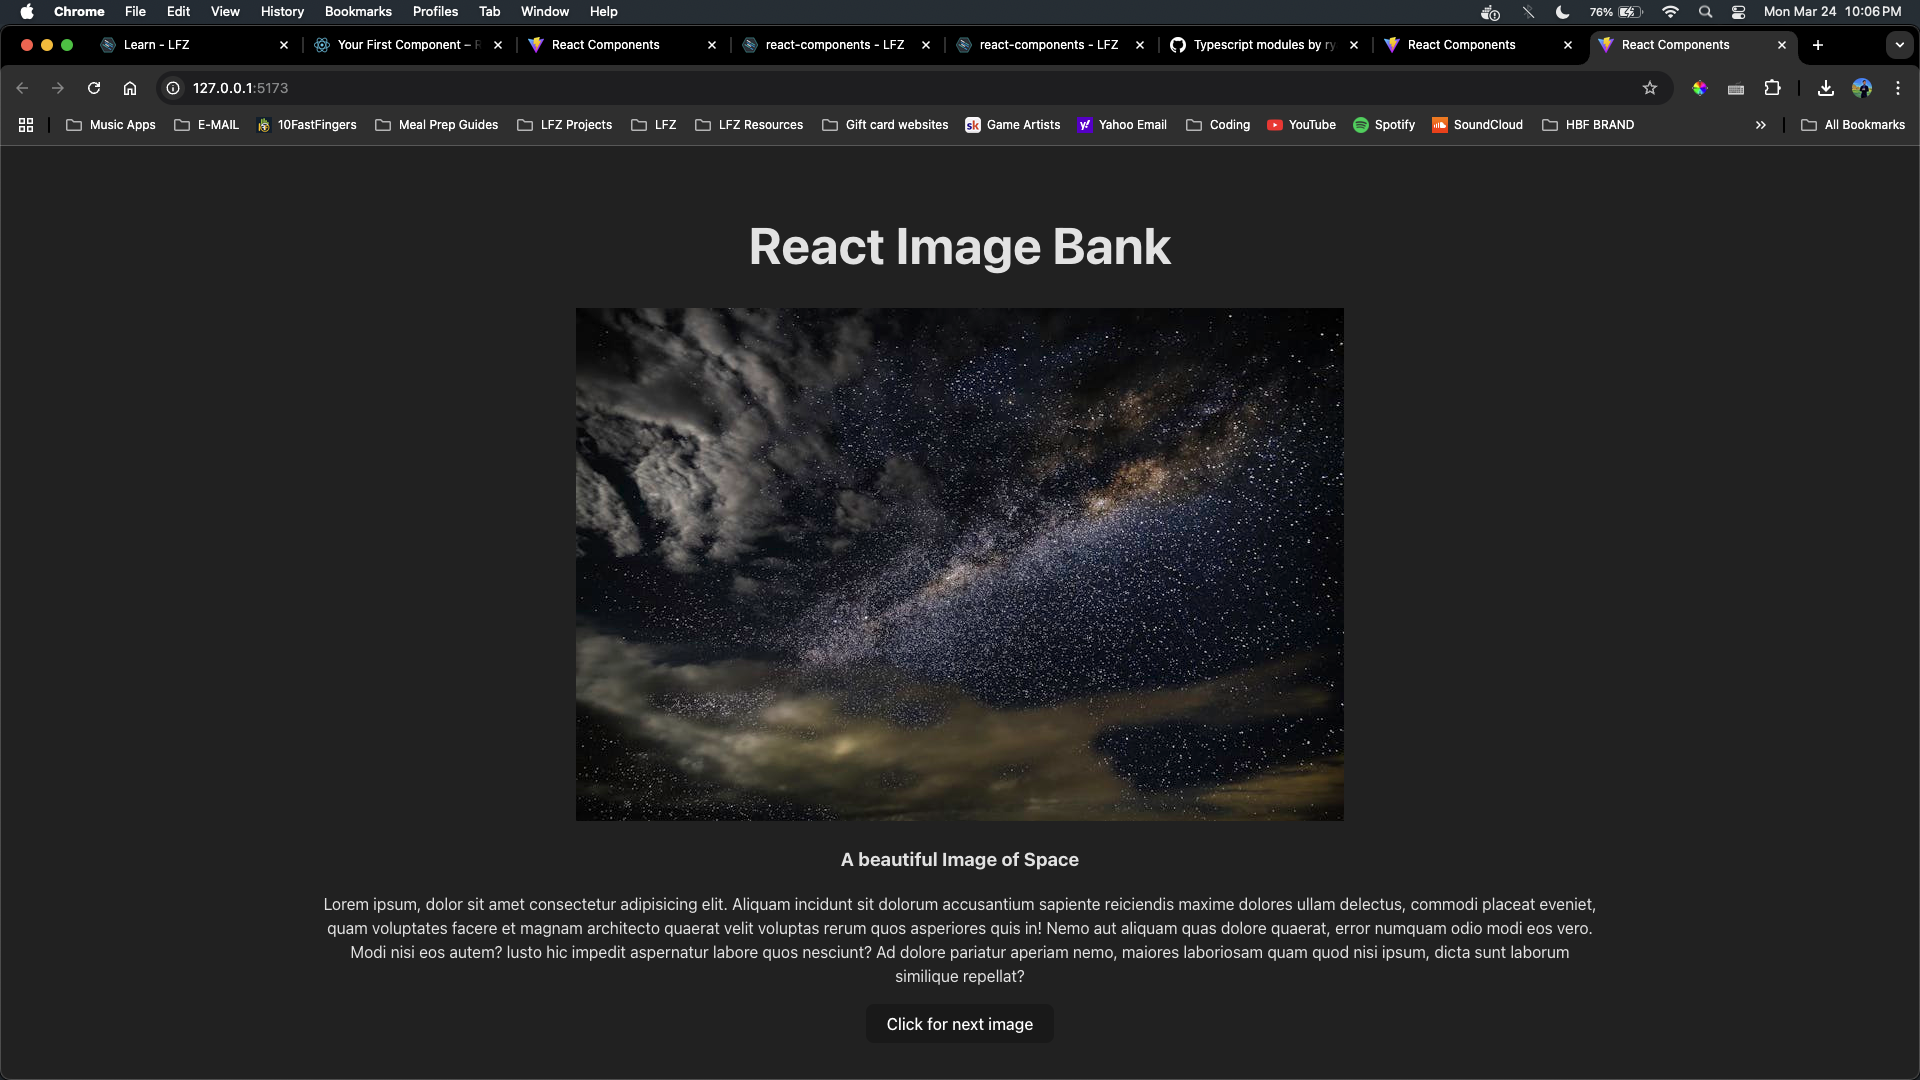 Chrome File Edit View History Bookmarks Profiles Tab Window Help 76% Mon Mar 24 10:06 PM
Learn - LFZ Your First Component – React Components react-components - LFZ react-components - LFZ Typescript modules by ry React Components React Components
127.0.0.1:5173
Music Apps E-MAIL 10FastFingers Meal Prep Guides LFZ Projects LFZ LFZ Resources Gift card websites sk Game Artists y! Yahoo Email Coding YouTube Spotify SoundCloud HBF BRAND » All Bookmarks
React Image Bank
A beautiful Image of Space
Lorem ipsum, dolor sit amet consectetur adipisicing elit. Aliquam incidunt sit dolorum accusantium sapiente reiciendis maxime dolores ullam delectus, commodi placeat eveniet,
quam voluptates facere et magnam architecto quaerat velit voluptas rerum quos asperiores quis in! Nemo aut aliquam quas dolore quaerat, error numquam odio modi eos vero.
Modi nisi eos autem? Iusto hic impedit aspernatur labore quos nesciunt? Ad dolore pariatur aperiam nemo, maiores laboriosam quam quod nisi ipsum, dicta sunt laborum
similique repellat?
Click for next image